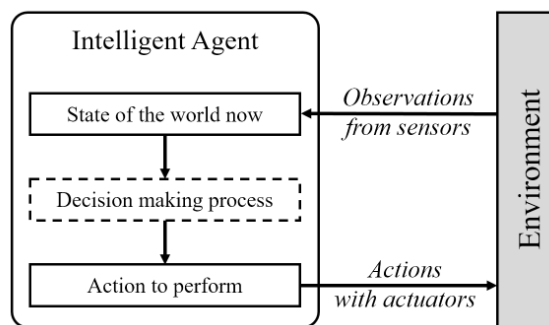 Intelligent Agent
State of the world now
Observations
from sensors
Decision making process
Action to perform
Actions
with actuators
Environment